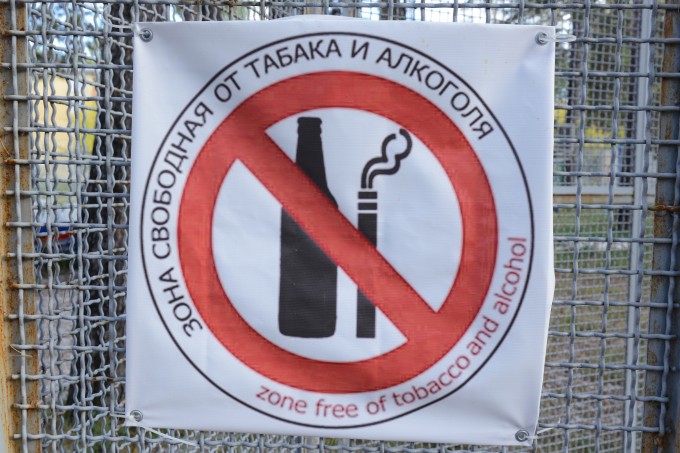 ЗОНА СВОБОДНАЯ ОТ ТАБАКА И АЛКОГОЛЯ
zone free of tobacco and alcohol